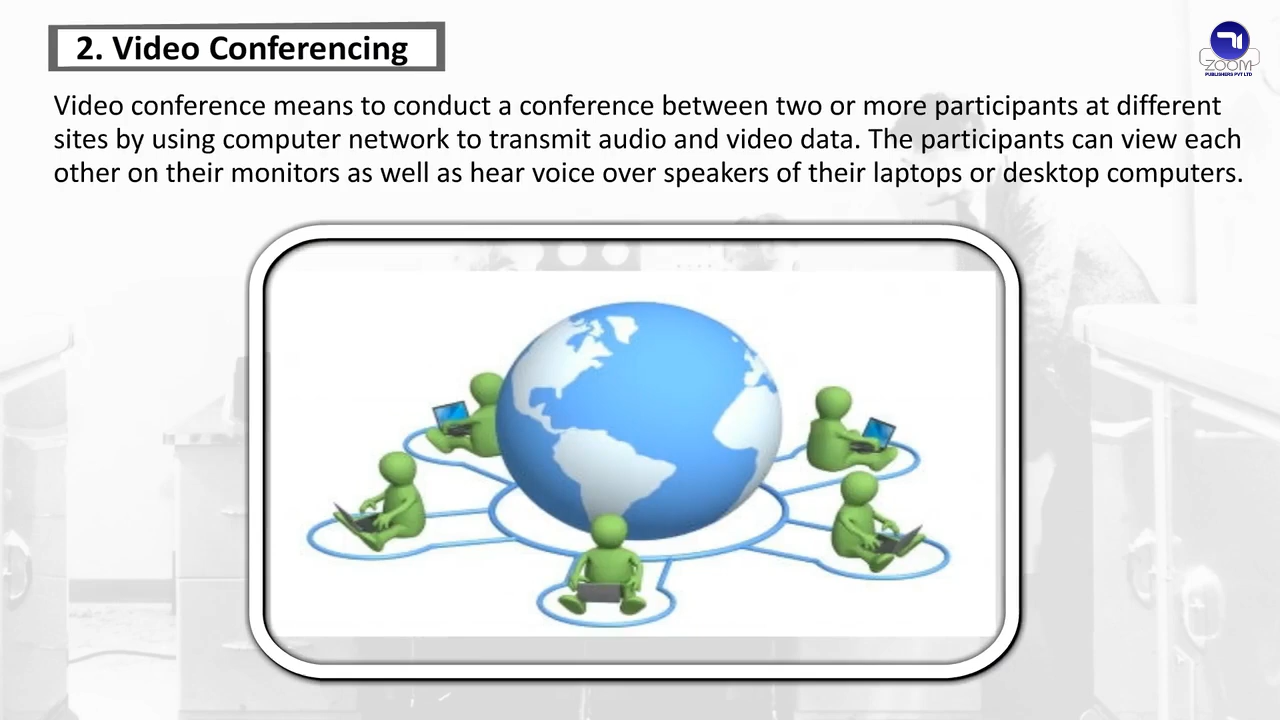 2. Video Conferencing
ZOOM
PUBLISHERS PVT LTD
Video conference means to conduct a conference between two or more participants at different
sites by using computer network to transmit audio and video data. The participants can view each
other on their monitors as well as hear voice over speakers of their laptops or desktop computers.